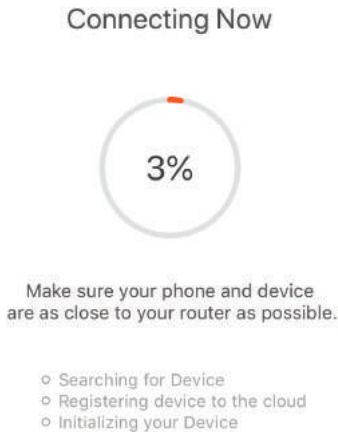 Connecting Now
3%
Make sure your phone and device
are as close to your router as possible.
Searching for Device
Registering device to the cloud
Initializing your Device